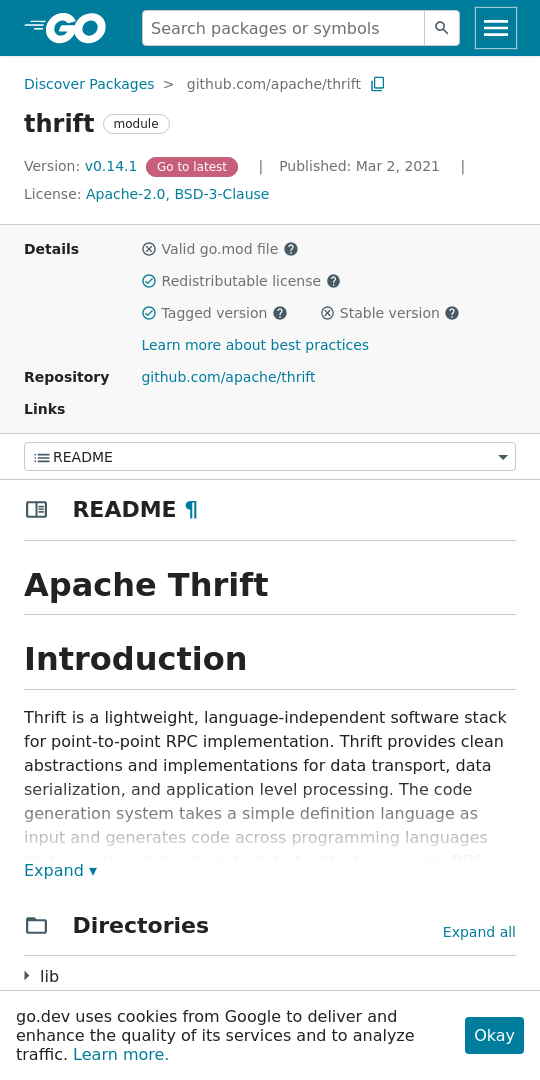 GO
Search packages or symbols
Discover Packages > github.com/apache/thrift
thrift module
Version: v0.14.1 Go to latest | Published: Mar 2, 2021 |
License: Apache-2.0, BSD-3-Clause
Details
Valid go.mod file ?
Redistributable license ?
Tagged version ? Stable version ?
Learn more about best practices
Repository
github.com/apache/thrift
Links
README
README ¶
Apache Thrift
Introduction
Thrift is a lightweight, language-independent software stack
for point-to-point RPC implementation. Thrift provides clean
abstractions and implementations for data transport, data
serialization, and application level processing. The code
generation system takes a simple definition language as
input and generates code across programming languages
Expand ▾
Directories
Expand all
lib
go.dev uses cookies from Google to deliver and
enhance the quality of its services and to analyze
traffic. Learn more.
Okay